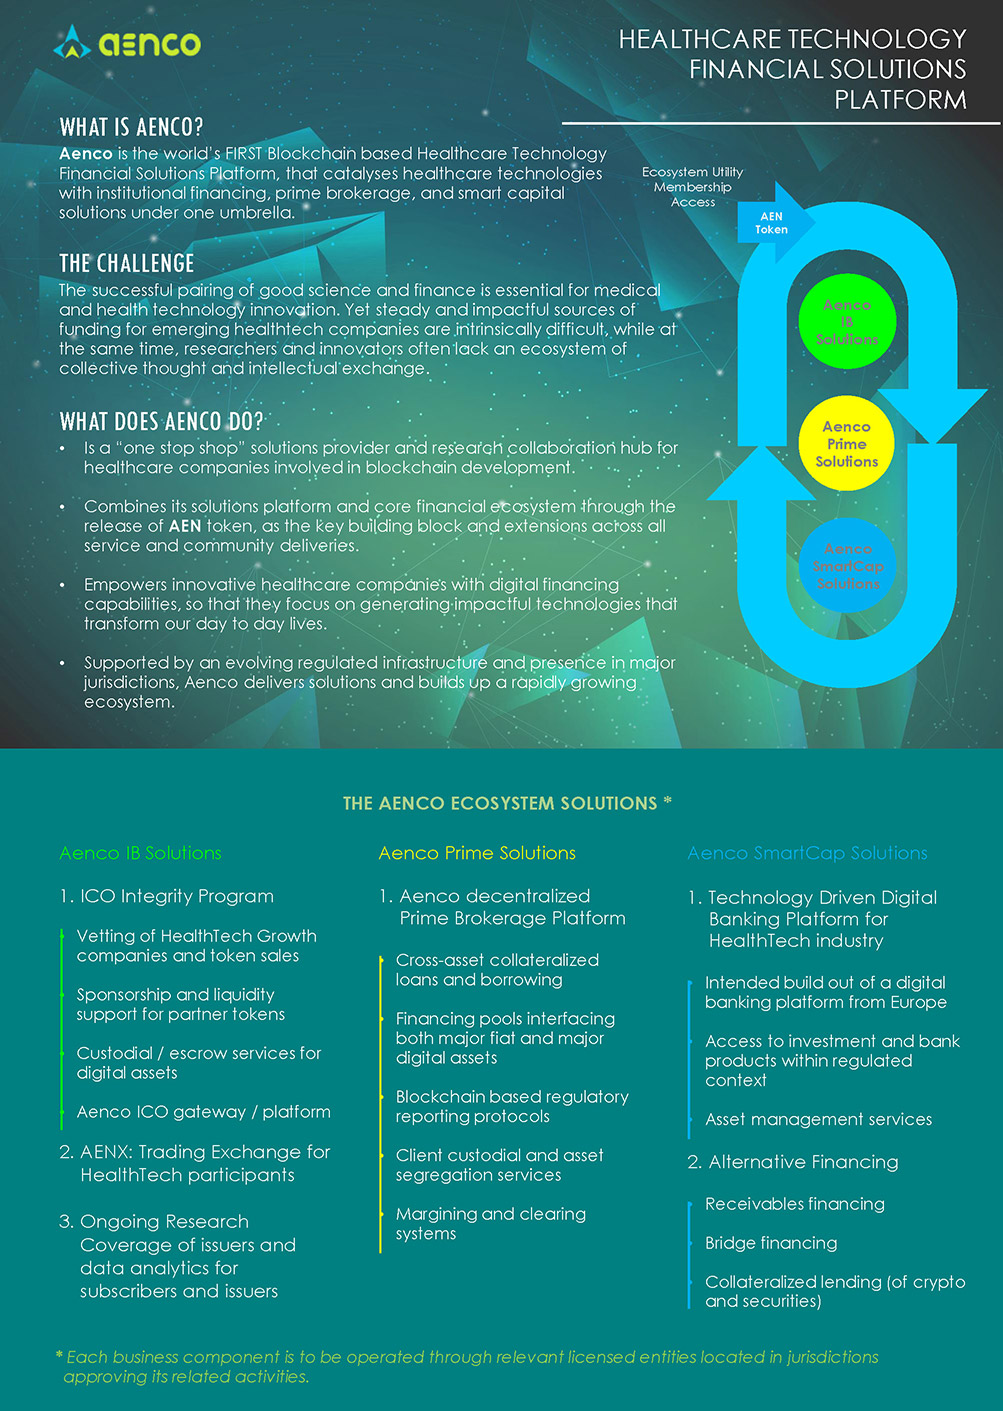 aenco
HEALTHCARE TECHNOLOGY
FINANCIAL SOLUTIONS
PLATFORM
WHAT IS AENCO?
Aenco is the world's FIRST Blockchain based Healthcare Technology
Financial Solutions Platform, that catalyses healthcare technologies
with institutional financing, prime brokerage, and smart capital
solutions under one umbrella.
THE CHALLENGE
The successful pairing of good science and finance is essential for medical
and health technology innovation. Yet steady and impactful sources of
funding for emerging healthtech companies are intrinsically difficult, while at
the same time, researchers and innovators often lack an ecosystem of
collective thought and intellectual exchange.
WHAT DOES AENCO DO?
• Is a “one stop shop” solutions provider and research collaboration hub for
healthcare companies involved in blockchain development.
• Combines its solutions platform and core financial ecosystem through the
release of AEN token, as the key building block and extensions across all
service and community deliveries.
• Empowers innovative healthcare companies with digital financing
capabilities, so that they focus on generating impactful technologies that
transform our day to day lives.
• Supported by an evolving regulated infrastructure and presence in major
jurisdictions, Aenco delivers solutions and builds up a rapidly growing
ecosystem.
Ecosystem Utility
Membership
Access
AEN
Token
Aenco
IB
Solutions
Aenco
Prime
Solutions
Aenco
SmartCap
Solutions
THE AENCO ECOSYSTEM SOLUTIONS *
Aenco IB Solutions
1. ICO Integrity Program
Vetting of HealthTech Growth
companies and token sales
Sponsorship and liquidity
support for partner tokens
Custodial / escrow services for
digital assets
Aenco ICO gateway / platform
2. AENX: Trading Exchange for
HealthTech participants
3. Ongoing Research
Coverage of issuers and
data analytics for
subscribers and issuers
Aenco Prime Solutions
1. Aenco decentralized
Prime Brokerage Platform
Cross-asset collateralized
loans and borrowing
Financing pools interfacing
both major fiat and major
digital assets
Blockchain based regulatory
reporting protocols
Client custodial and asset
segregation services
Margining and clearing
systems
Aenco SmartCap Solutions
1. Technology Driven Digital
Banking Platform for
HealthTech industry
Intended build out of a digital
banking platform from Europe
Access to investment and bank
products within regulated
context
Asset management services
2. Alternative Financing
Receivables financing
Bridge financing
Collateralized lending (of crypto
and securities)
* Each business component is to be operated through relevant licensed entities located in jurisdictions
approving its related activities.